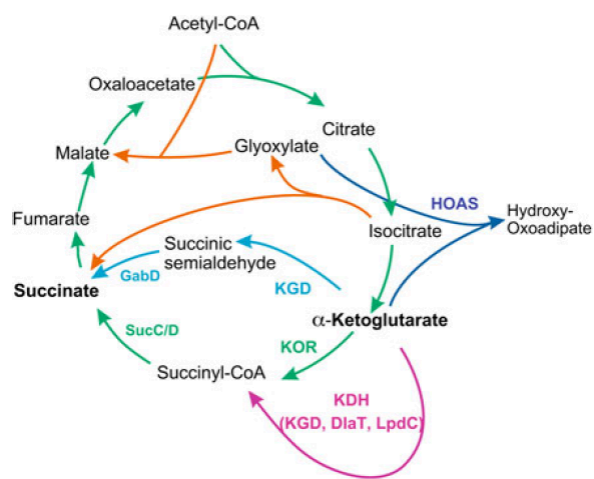 Acetyl-CoA
Oxaloacetate
Citrate
Malate
Glyoxylate
HOAS
Hydroxy-
Oxoadipate
Fumarate
Isocitrate
Succinic
semialdehyde
GabD
KGD
Succinate
α-Ketoglutarate
SucC/D
KOR
Succinyl-CoA
KDH
(KGD, DlaT, LpdC)